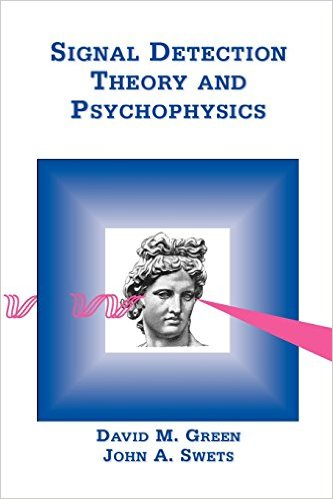 Signal Detection
Theory and
Psychophysics
David M. Green
John A. Swets